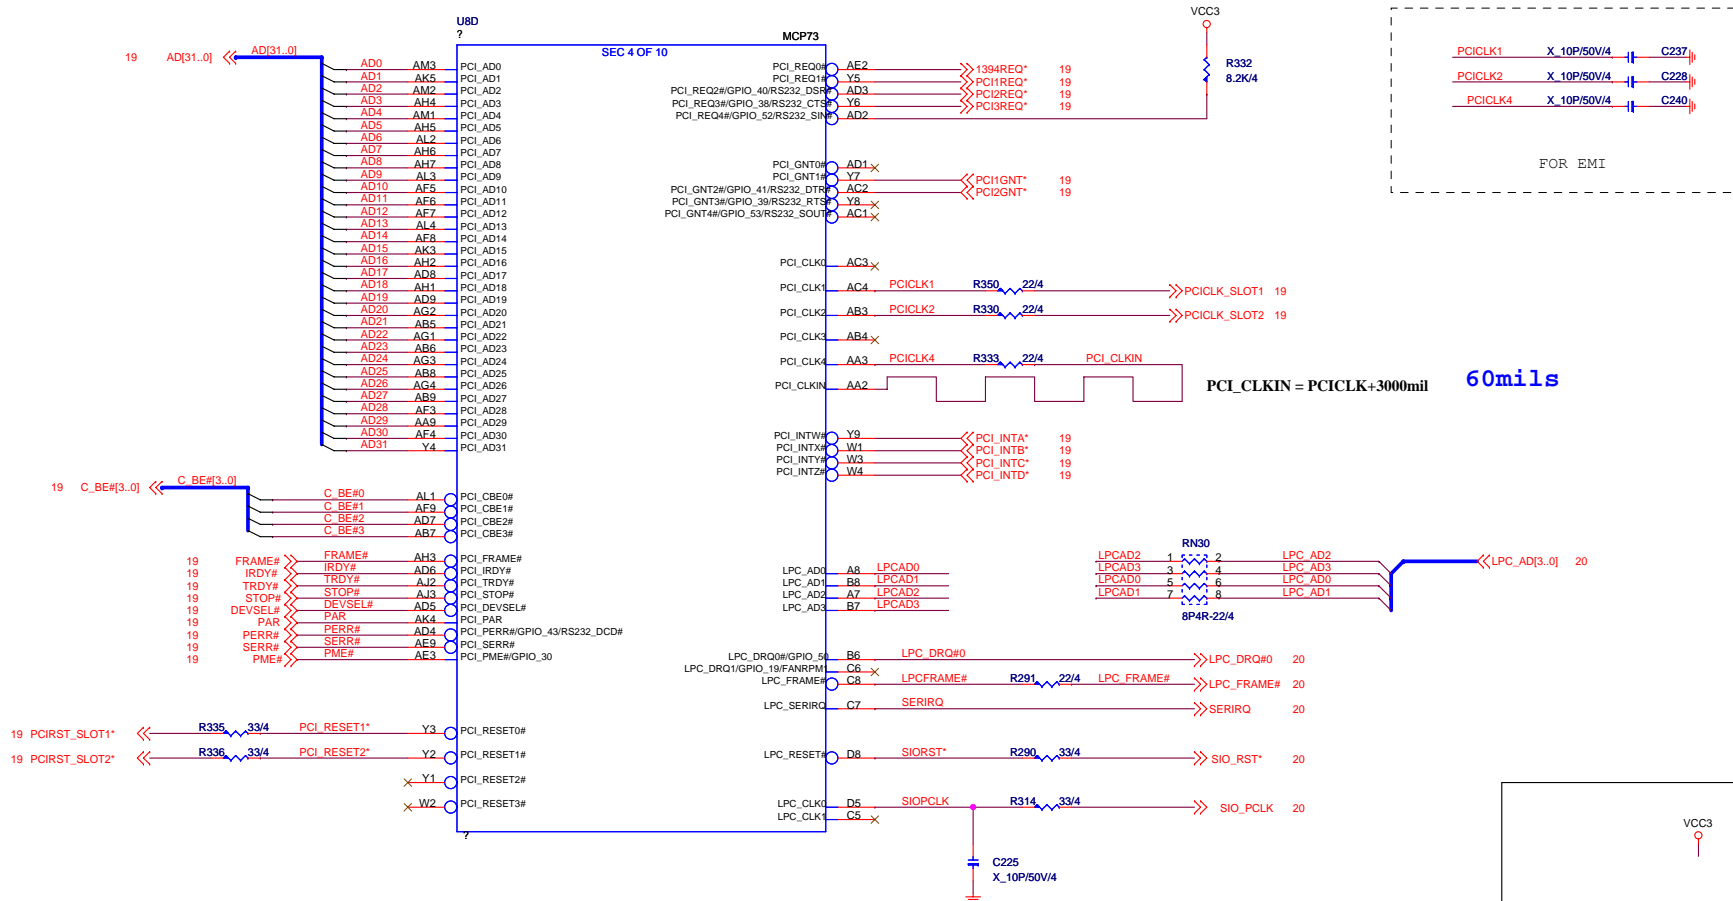 U8D
?
MCP73
SEC 4 OF 10
19 AD[31..0] AD[31..0]
AD0 AM3 PCI_AD0
AD1 AK5 PCI_AD1
AD2 AM2 PCI_AD2
AD3 AH4 PCI_AD3
AD4 AM1 PCI_AD4
AD5 AH5 PCI_AD5
AD6 AL2 PCI_AD6
AD7 AH6 PCI_AD7
AD8 AH7 PCI_AD8
AD9 AL3 PCI_AD9
AD10 AF5 PCI_AD10
AD11 AF6 PCI_AD11
AD12 AF7 PCI_AD12
AD13 AL4 PCI_AD13
AD14 AF8 PCI_AD14
AD15 AK3 PCI_AD15
AD16 AH2 PCI_AD16
AD17 AD8 PCI_AD17
AD18 AH1 PCI_AD18
AD19 AD9 PCI_AD19
AD20 AG2 PCI_AD20
AD21 AB5 PCI_AD21
AD22 AG1 PCI_AD22
AD23 AB6 PCI_AD23
AD24 AG3 PCI_AD24
AD25 AB8 PCI_AD25
AD26 AG4 PCI_AD26
AD27 AB9 PCI_AD27
AD28 AF3 PCI_AD28
AD29 AA9 PCI_AD29
AD30 AF4 PCI_AD30
AD31 Y4 PCI_AD31
19 C_BE#[3..0] C_BE#[3..0]
C_BE#0 AL1 PCI_CBE0#
C_BE#1 AF9 PCI_CBE1#
C_BE#2 AD7 PCI_CBE2#
C_BE#3 AB7 PCI_CBE3#
19 FRAME# FRAME# AH3 PCI_FRAME#
19 IRDY# IRDY# AD6 PCI_IRDY#
19 TRDY# TRDY# AJ2 PCI_TRDY#
19 STOP# STOP# AJ3 PCI_STOP#
19 DEVSEL# DEVSEL# AD5 PCI_DEVSEL#
19 PAR PAR AK4 PCI_PAR
19 PERR# PERR# AD4 PCI_PERR#/GPIO_43/RS232_DCD#
19 SERR# SERR# AE9 PCI_SERR#
19 PME# PME# AE3 PCI_PME#/GPIO_30
19 PCIRST_SLOT1* R335 33/4 PCI_RESET1* Y3 PCI_RESET0#
19 PCIRST_SLOT2* R336 33/4 PCI_RESET2* Y2 PCI_RESET1#
Y1 PCI_RESET2#
W2 PCI_RESET3#
?
PCI_REQ0# AE2 1394REQ* 19
PCI_REQ1# Y5 PCI1REQ* 19
PCI_REQ2#/GPIO_40/RS232_DSR# AD3 PCI2REQ* 19
PCI_REQ3#/GPIO_38/RS232_CTS# Y6 PCI3REQ* 19
PCI_REQ4#/GPIO_52/RS232_SIN# AD2
VCC3
R332
8.2K/4
PCI_GNT0# AD1
PCI_GNT1# Y7 PCI1GNT* 19
PCI_GNT2#/GPIO_41/RS232_DTR# AC2 PCI2GNT* 19
PCI_GNT3#/GPIO_39/RS232_RTS# Y8
PCI_GNT4#/GPIO_53/RS232_SOUT# AC1
PCI_CLK0 AC3
PCI_CLK1 AC4 PCICLK1 R350 22/4 PCICLK_SLOT1 19
PCI_CLK2 AB3 PCICLK2 R330 22/4 PCICLK_SLOT2 19
PCI_CLK3 AB4
PCI_CLK4 AA3 PCICLK4 R333 22/4 PCI_CLKIN
PCI_CLKIN AA2
PCI_CLKIN = PCICLK+3000mil 60mils
PCI_INTW# Y9 PCI_INTA* 19
PCI_INTX# W1 PCI_INTB* 19
PCI_INTY# W3 PCI_INTC* 19
PCI_INTZ# W4 PCI_INTD* 19
LPC_AD0 A8 LPCAD0
LPC_AD1 B8 LPCAD1
LPC_AD2 A7 LPCAD2
LPC_AD3 B7 LPCAD3
RN30
LPCAD2 1 2 LPC_AD2
LPCAD3 3 4 LPC_AD3
LPCAD0 5 6 LPC_AD0
LPCAD1 7 8 LPC_AD1
8P4R-22/4
LPC_AD[3..0] 20
LPC_DRQ0#/GPIO_50 B6 LPC_DRQ#0 LPC_DRQ#0 20
LPC_DRQ1/GPIO_19/FANRPM1 C6
LPC_FRAME# C8 LPCFRAME# R291 22/4 LPC_FRAME# LPC_FRAME# 20
LPC_SERIRQ C7 SERIRQ SERIRQ 20
LPC_RESET# D8 SIORST* R290 33/4 SIO_RST* 20
LPC_CLK0 D5 SIOPCLK R314 33/4 SIO_PCLK 20
LPC_CLK1 C5
C225
X_10P/50V/4
PCICLK1 X_10P/50V/4 C237
PCICLK2 X_10P/50V/4 C228
PCICLK4 X_10P/50V/4 C240
FOR EMI
VCC3